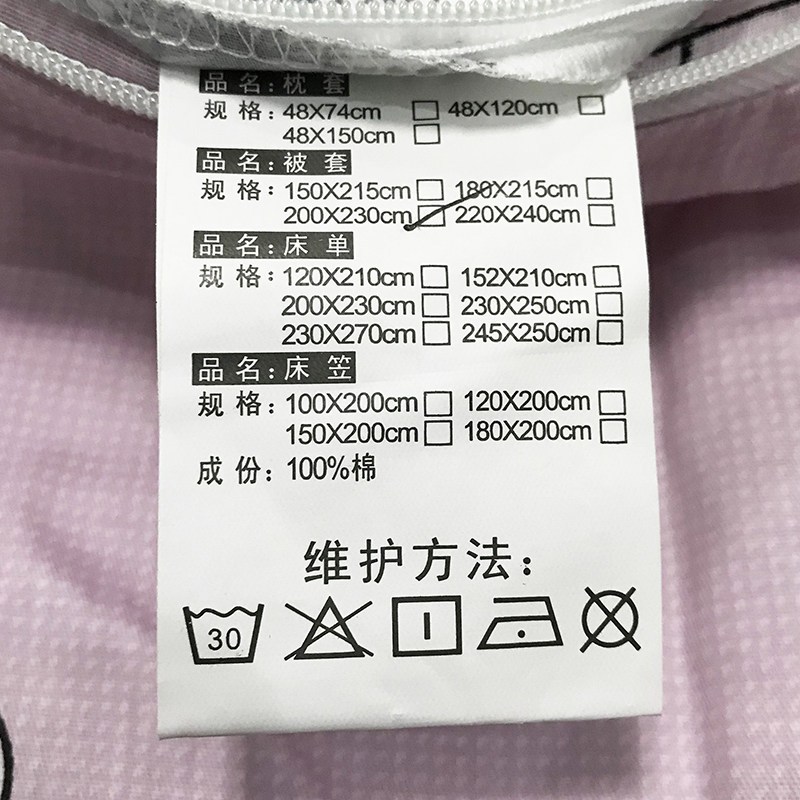 品名:枕套
规格:48X74cm □ 48X120cm □
48X150cm □
品名:被套
规格:150X215cm □ 180X215cm □
200X230cm □ 220X240cm □
品名:床单
规格:120X210cm □ 152X210cm □
200X230cm □ 230X250cm □
230X270cm □ 245X250cm □
品名:床笠
规格:100X200cm □ 120X200cm □
150X200cm □ 180X200cm □
成份:100%棉
维护方法:
30